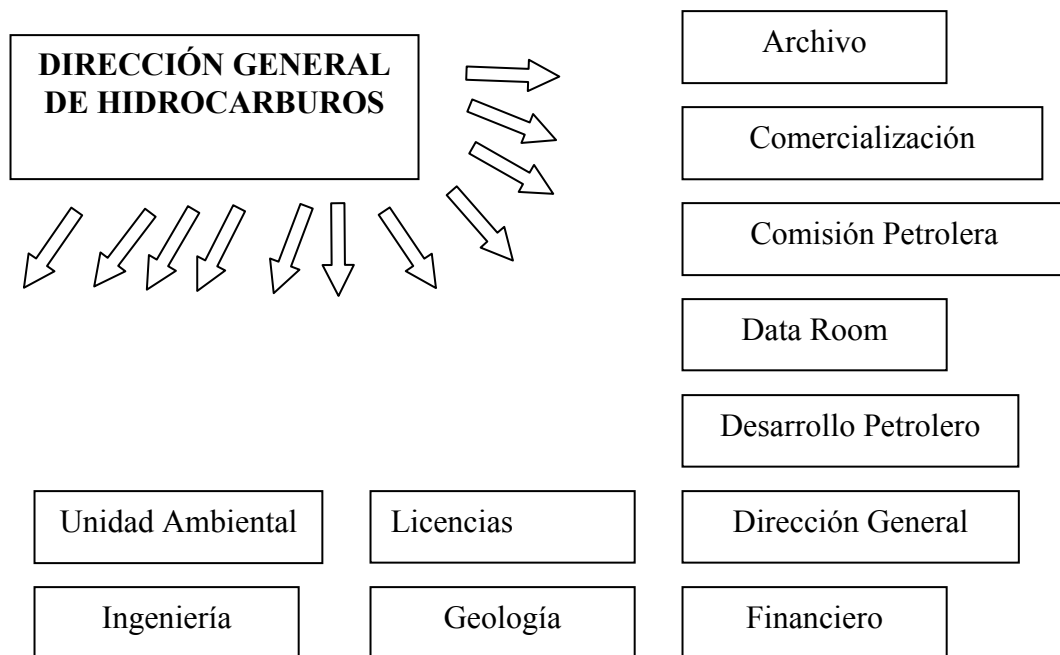 DIRECCIÓN GENERAL
DE HIDROCARBUROS
Archivo
Comercialización
Comisión Petrolera
Data Room
Desarrollo Petrolero
Unidad Ambiental
Licencias
Dirección General
Ingeniería
Geología
Financiero